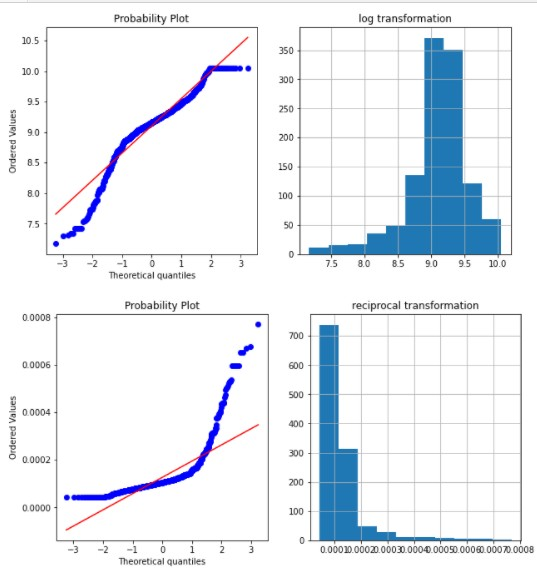 Probability Plot
10.5
10.0
9.5
9.0
8.5
8.0
7.5
Ordered Values
−3 −2 −1 0 1 2 3
Theoretical quantiles
log transformation
350
300
250
200
150
100
50
0
7.5 8.0 8.5 9.0 9.5 10.0
Probability Plot
0.0008
0.0006
0.0004
0.0002
0.0000
Ordered Values
−3 −2 −1 0 1 2 3
Theoretical quantiles
reciprocal transformation
700
600
500
400
300
200
100
0
0.0001 0.0002 0.0003 0.0004 0.0005 0.0006 0.0007 0.0008